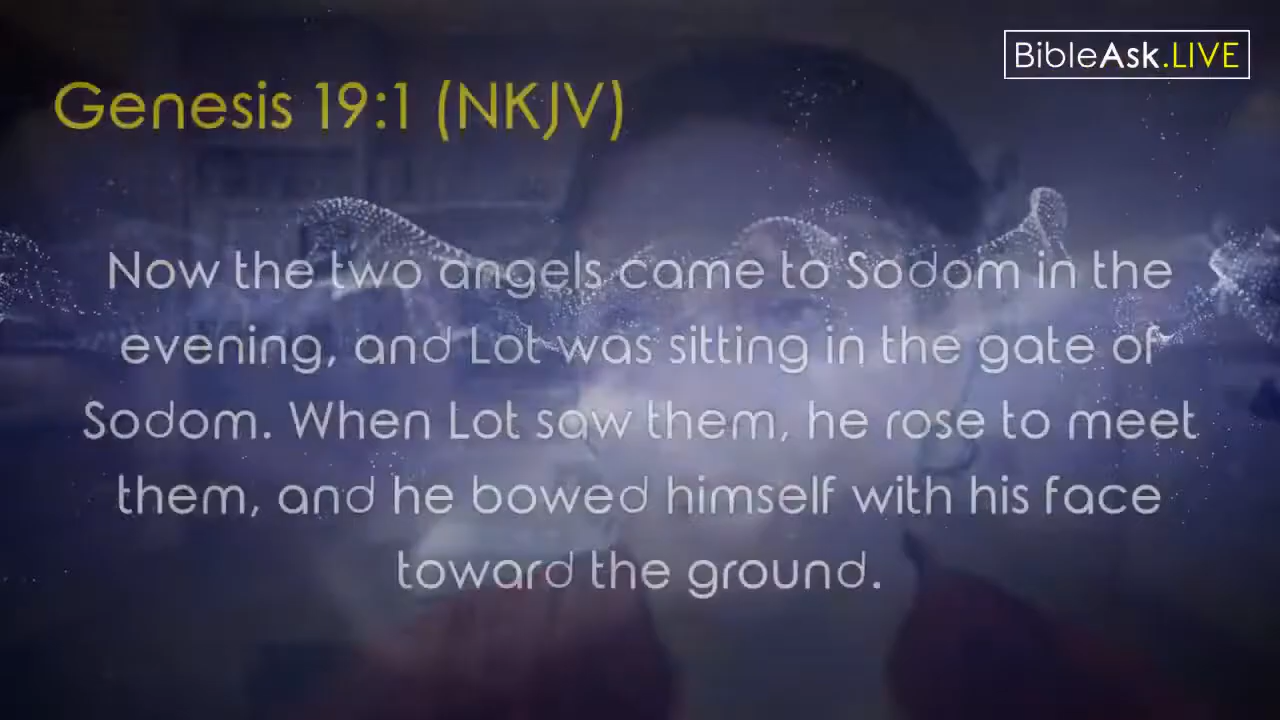 BibleAsk.LIVE
Genesis 19:1 (NKJV)
Now the two angels came to Sodom in the
evening, and Lot was sitting in the gate of
Sodom. When Lot saw them, he rose to meet
them, and he bowed himself with his face
toward the ground.